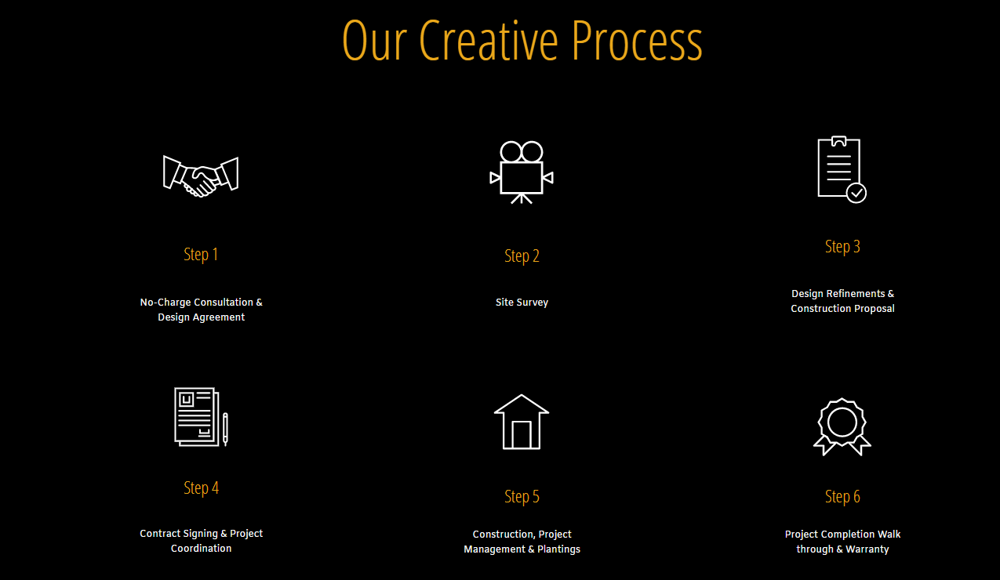 Our Creative Process
Step 1
No-Charge Consultation &
Design Agreement
Step 2
Site Survey
Step 3
Design Refinements &
Construction Proposal
Step 4
Contract Signing & Project
Coordination
Step 5
Construction, Project
Management & Plantings
Step 6
Project Completion Walk
through & Warranty